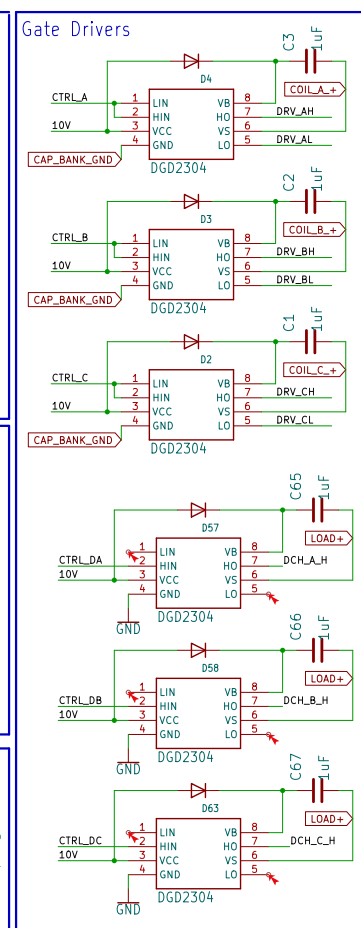 Gate Drivers
C3
1uF
D4
COIL_A_+
CTRL_A
1 LIN VB 8
2 HIN HO 7 DRV_AH
10V 3 VCC VS 6
4 GND LO 5 DRV_AL
CAP_BANK_GND
DGD2304
C2
1uF
D3
COIL_B_+
CTRL_B
1 LIN VB 8
2 HIN HO 7 DRV_BH
10V 3 VCC VS 6
4 GND LO 5 DRV_BL
CAP_BANK_GND
DGD2304
C1
1uF
D2
COIL_C_+
CTRL_C
1 LIN VB 8
2 HIN HO 7 DRV_CH
10V 3 VCC VS 6
4 GND LO 5 DRV_CL
CAP_BANK_GND
DGD2304
C65
1uF
D57
LOAD+
1 LIN VB 8
CTRL_DA 2 HIN HO 7 DCH_A_H
10V 3 VCC VS 6
4 GND LO 5
GND
DGD2304
C66
1uF
D58
LOAD+
1 LIN VB 8
CTRL_DB 2 HIN HO 7 DCH_B_H
10V 3 VCC VS 6
4 GND LO 5
GND
DGD2304
C67
1uF
D63
LOAD+
1 LIN VB 8
CTRL_DC 2 HIN HO 7 DCH_C_H
10V 3 VCC VS 6
4 GND LO 5
GND
DGD2304